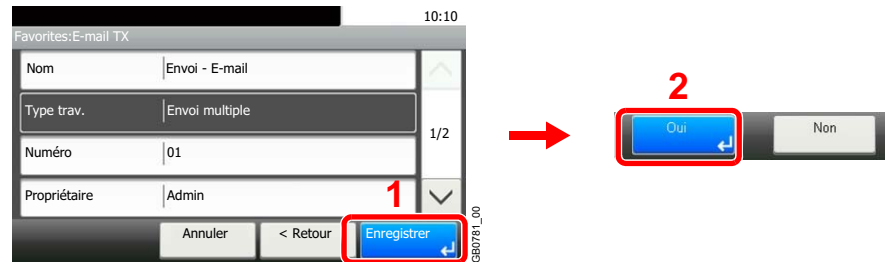 10:10
Favorites:E-mail TX
Nom Envoi - E-mail
Type trav. Envoi multiple
1/2
Numéro 01
Propriétaire Admin
1
Annuler < Retour Enregistrer
GB0781_00
2
Oui Non